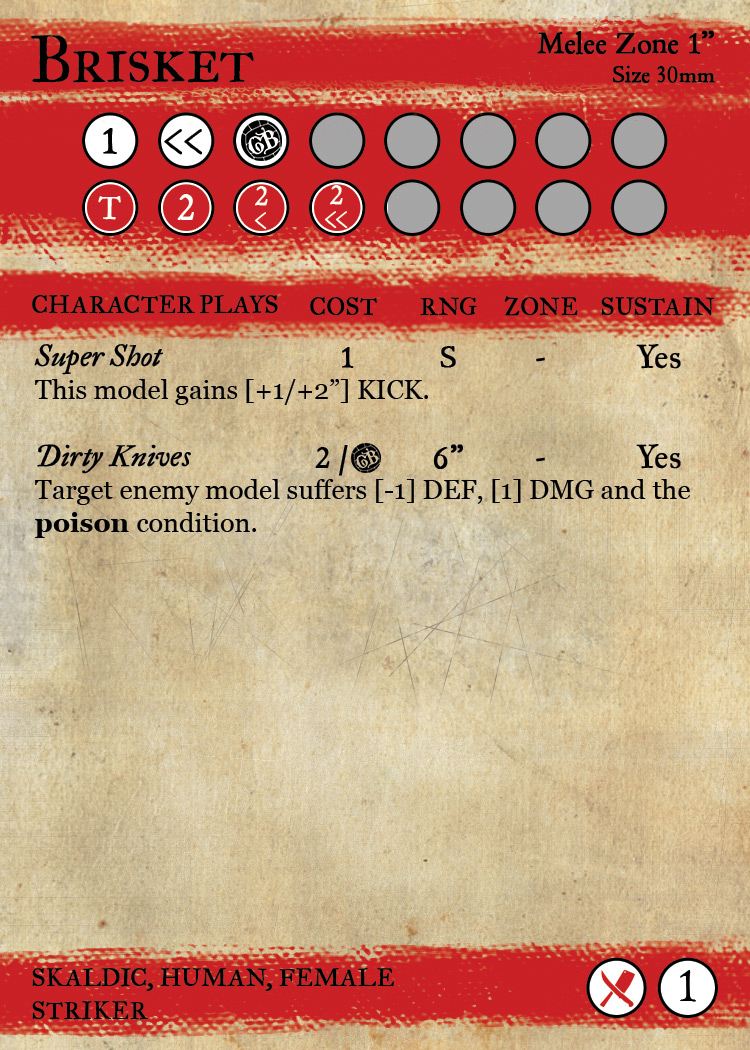 BRISKET
Melee Zone 1”
Size 30mm
1 << GB
T 2 2 < 2 <<
CHARACTER PLAYS COST RNG ZONE SUSTAIN
Super Shot 1 S - Yes
This model gains [+1/+2”] KICK.
Dirty Knives 2 / GB 6” - Yes
Target enemy model suffers [-1] DEF, [1] DMG and the
poison condition.
SKALDIC, HUMAN, FEMALE
STRIKER
1